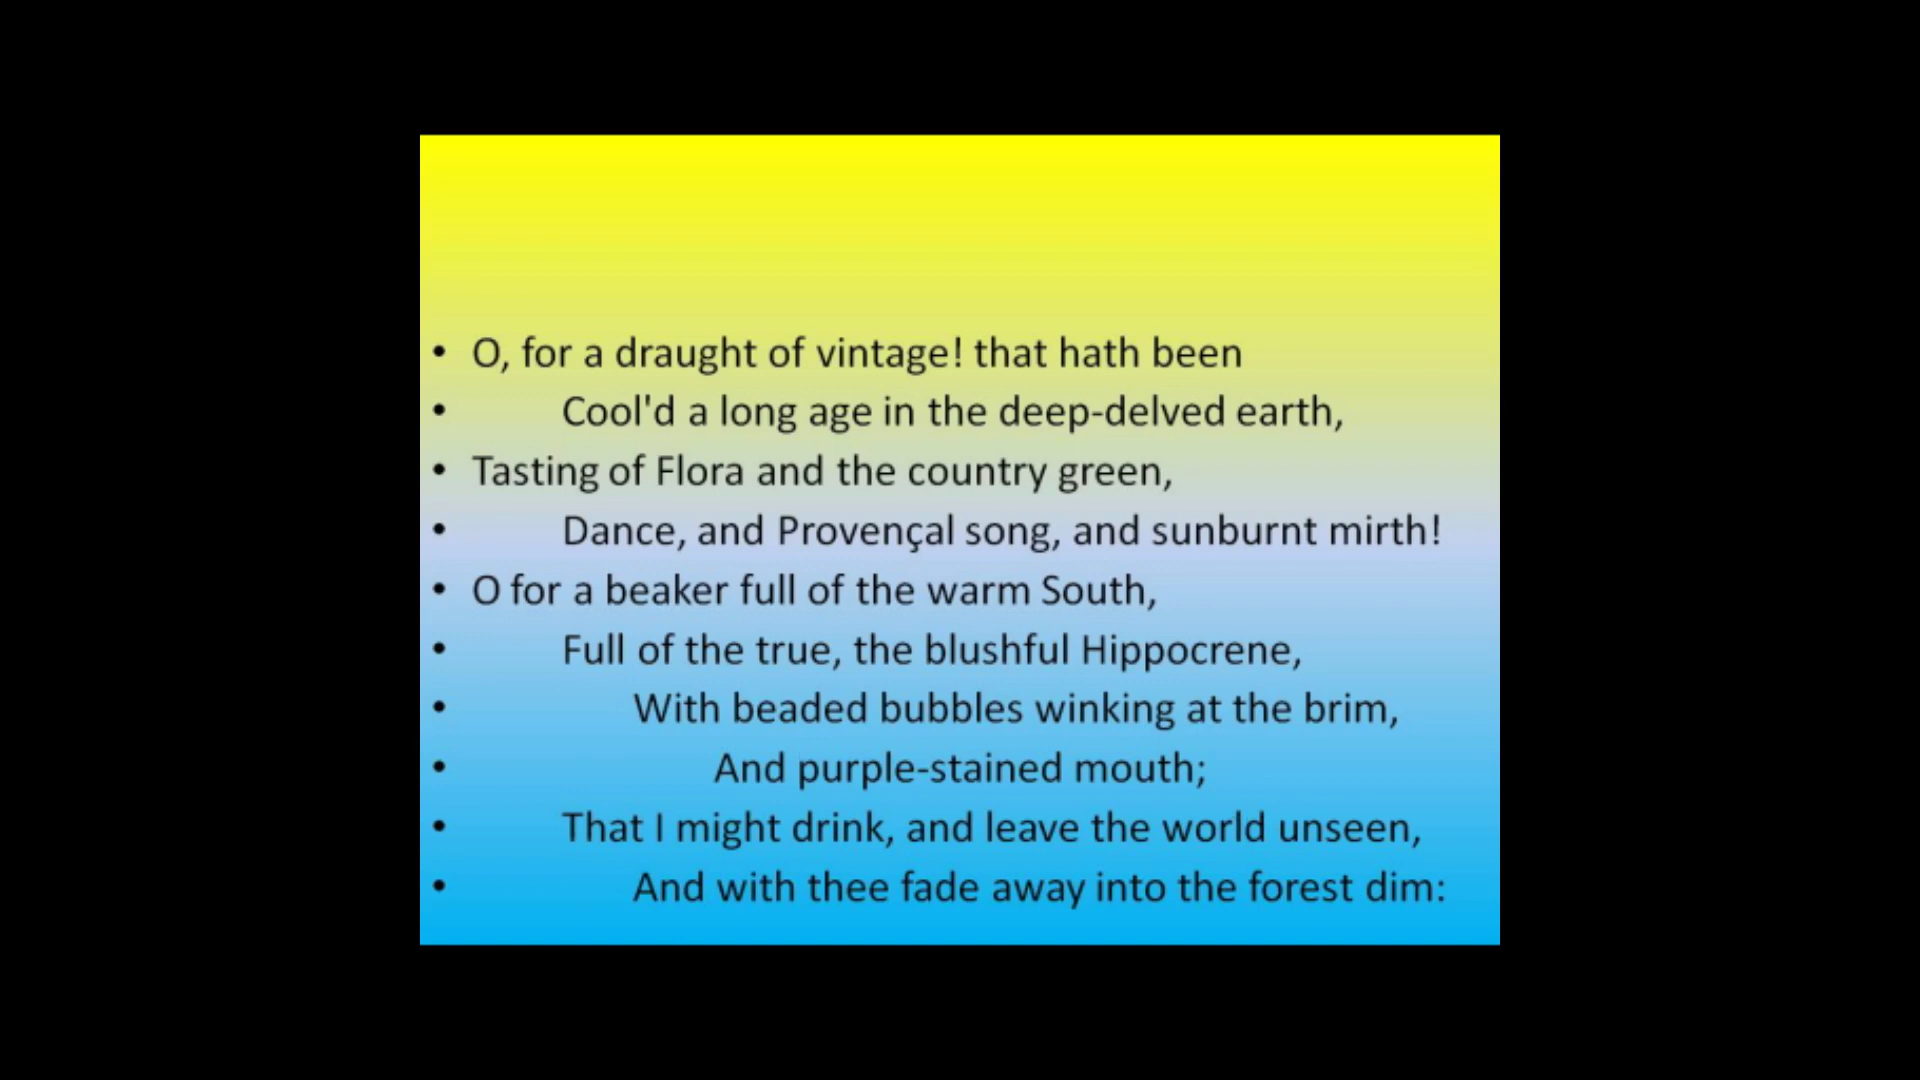 • O, for a draught of vintage! that hath been
• Cool'd a long age in the deep-delved earth,
• Tasting of Flora and the country green,
• Dance, and Provençal song, and sunburnt mirth!
• O for a beaker full of the warm South,
• Full of the true, the blushful Hippocrene,
• With beaded bubbles winking at the brim,
• And purple-stained mouth;
• That I might drink, and leave the world unseen,
• And with thee fade away into the forest dim: